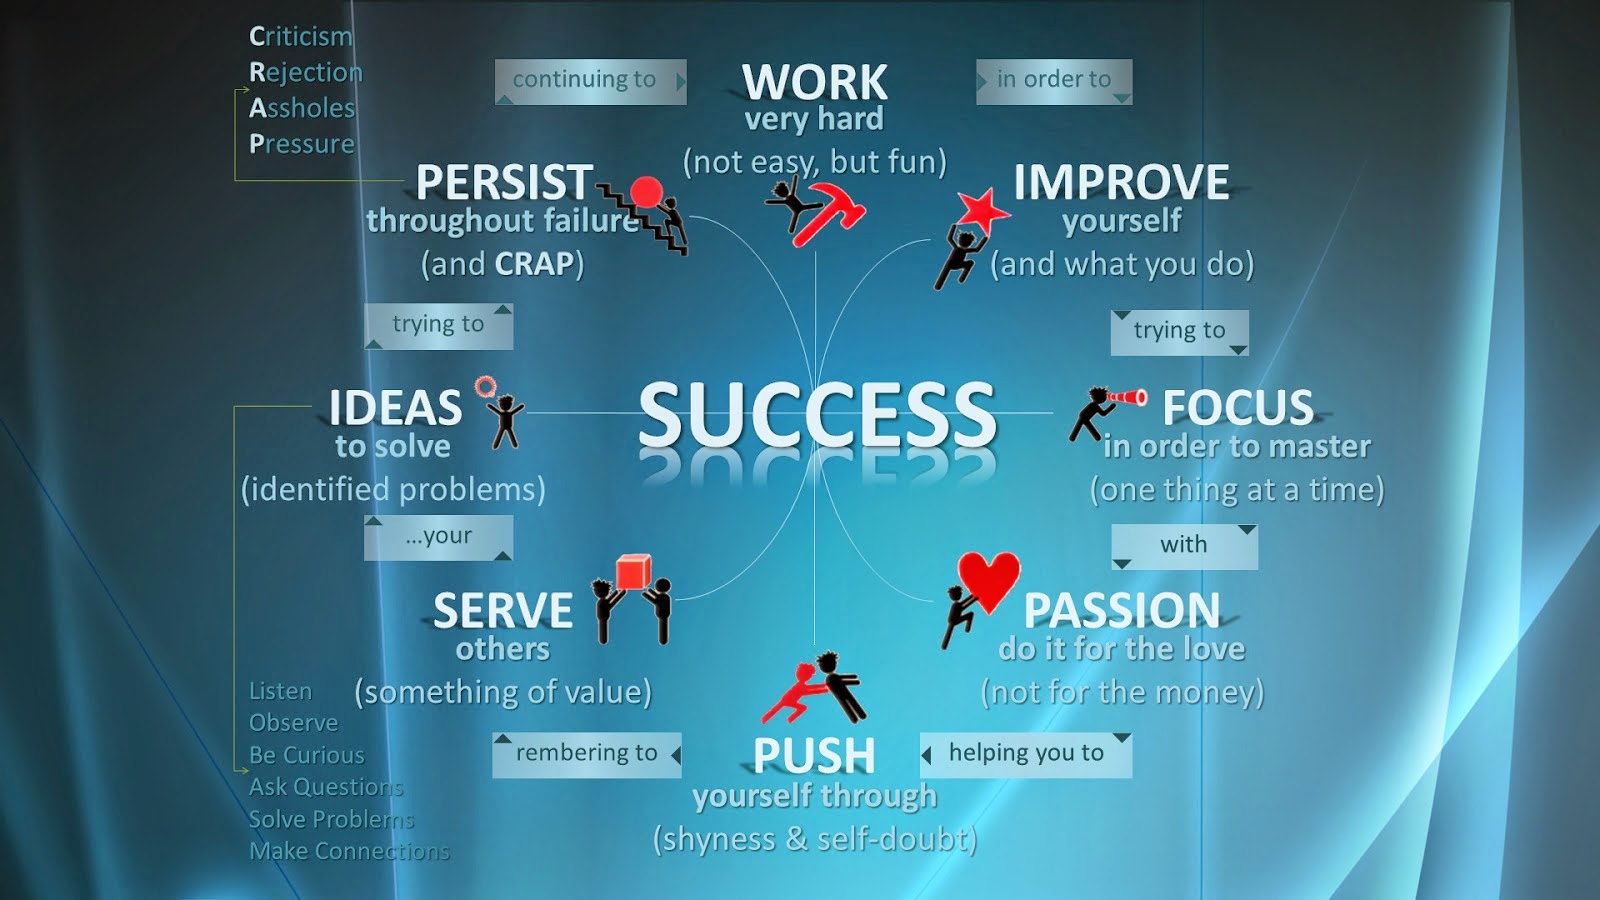 Criticism
Rejection
Assholes
Pressure
continuing to
WORK
very hard
(not easy, but fun)
in order to
PERSIST
throughout failure
(and CRAP)
IMPROVE
yourself
(and what you do)
trying to
trying to
IDEAS
to solve
(identified problems)
SUCCESS
FOCUS
in order to master
(one thing at a time)
...your
with
SERVE
others
(something of value)
PASSION
do it for the love
(not for the money)
Listen
Observe
Be Curious
Ask Questions
Solve Problems
Make Connections
rembering to
PUSH
yourself through
(shyness & self-doubt)
helping you to